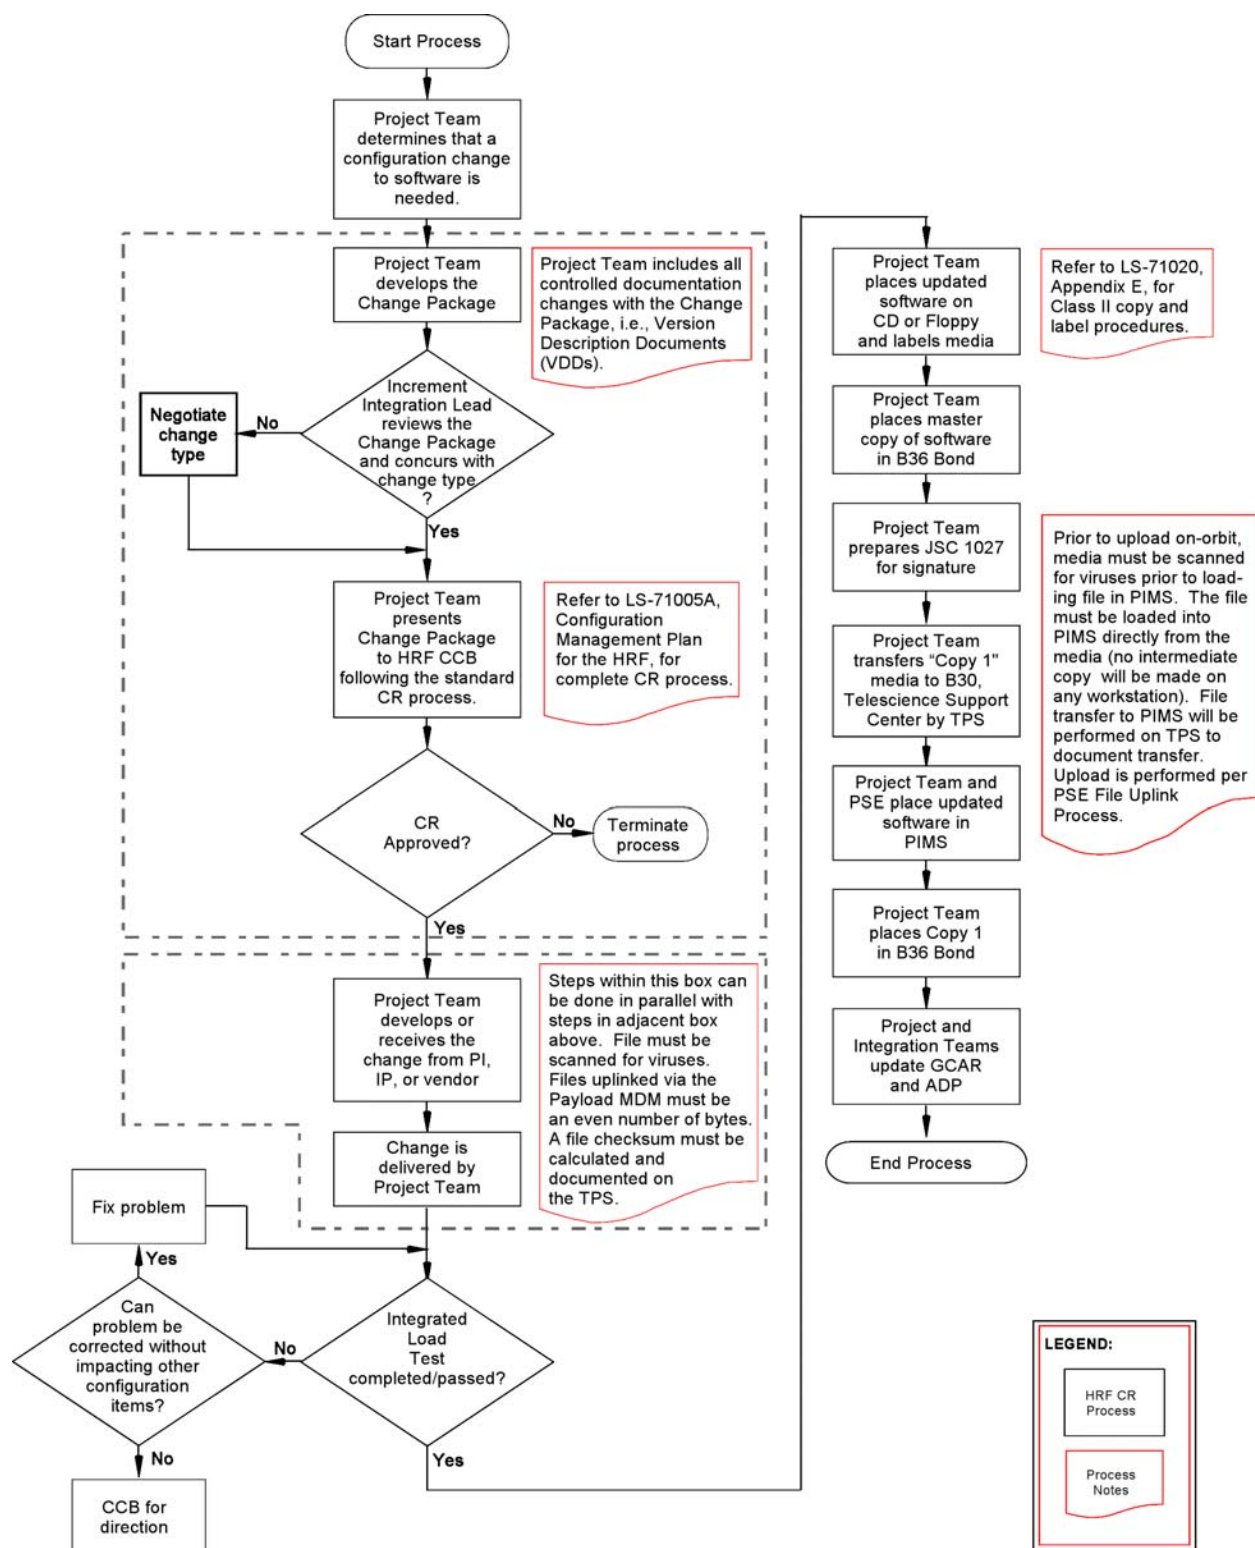 Start Process
Project Team
determines that a
configuration change
to software is
needed.
Project Team
develops the
Change Package
Project Team includes all
controlled documentation
changes with the Change
Package, i.e., Version
Description Documents
(VDDs).
Increment
Integration Lead
reviews the
Change Package
and concurs with
change type
?
No
Negotiate
change
type
Yes
Project Team
presents
Change Package
to HRF CCB
following the standard
CR process.
Refer to LS-71005A,
Configuration
Management Plan
for the HRF, for
complete CR process.
CR
Approved?
No
Terminate
process
Yes
Project Team
develops or
receives the
change from PI,
IP, or vendor
Steps within this box can
be done in parallel with
steps in adjacent box
above. File must be
scanned for viruses.
Files uplinked via the
Payload MDM must be
an even number of bytes.
A file checksum must be
calculated and
documented on
the TPS.
Change is
delivered by
Project Team
Fix problem
Yes
Can
problem be
corrected without
impacting other
configuration
items?
No
Integrated
Load
Test
completed/passed?
No
CCB for
direction
Yes
Project Team
places updated
software on
CD or Floppy
and labels media
Refer to LS-71020,
Appendix E, for
Class II copy and
label procedures.
Project Team
places master
copy of software
in B36 Bond
Project Team
prepares JSC 1027
for signature
Prior to upload on-orbit,
media must be scanned
for viruses prior to load-
ing file in PIMS. The file
must be loaded into
PIMS directly from the
media (no intermediate
copy will be made on
any workstation). File
transfer to PIMS will be
performed on TPS to
document transfer.
Upload is performed per
PSE File Uplink
Process.
Project Team
transfers “Copy 1"
media to B30,
Telescience Support
Center by TPS
Project Team and
PSE place updated
software in
PIMS
Project Team
places Copy 1
in B36 Bond
Project and
Integration Teams
update GCAR
and ADP
End Process
LEGEND:
HRF CR
Process
Process
Notes